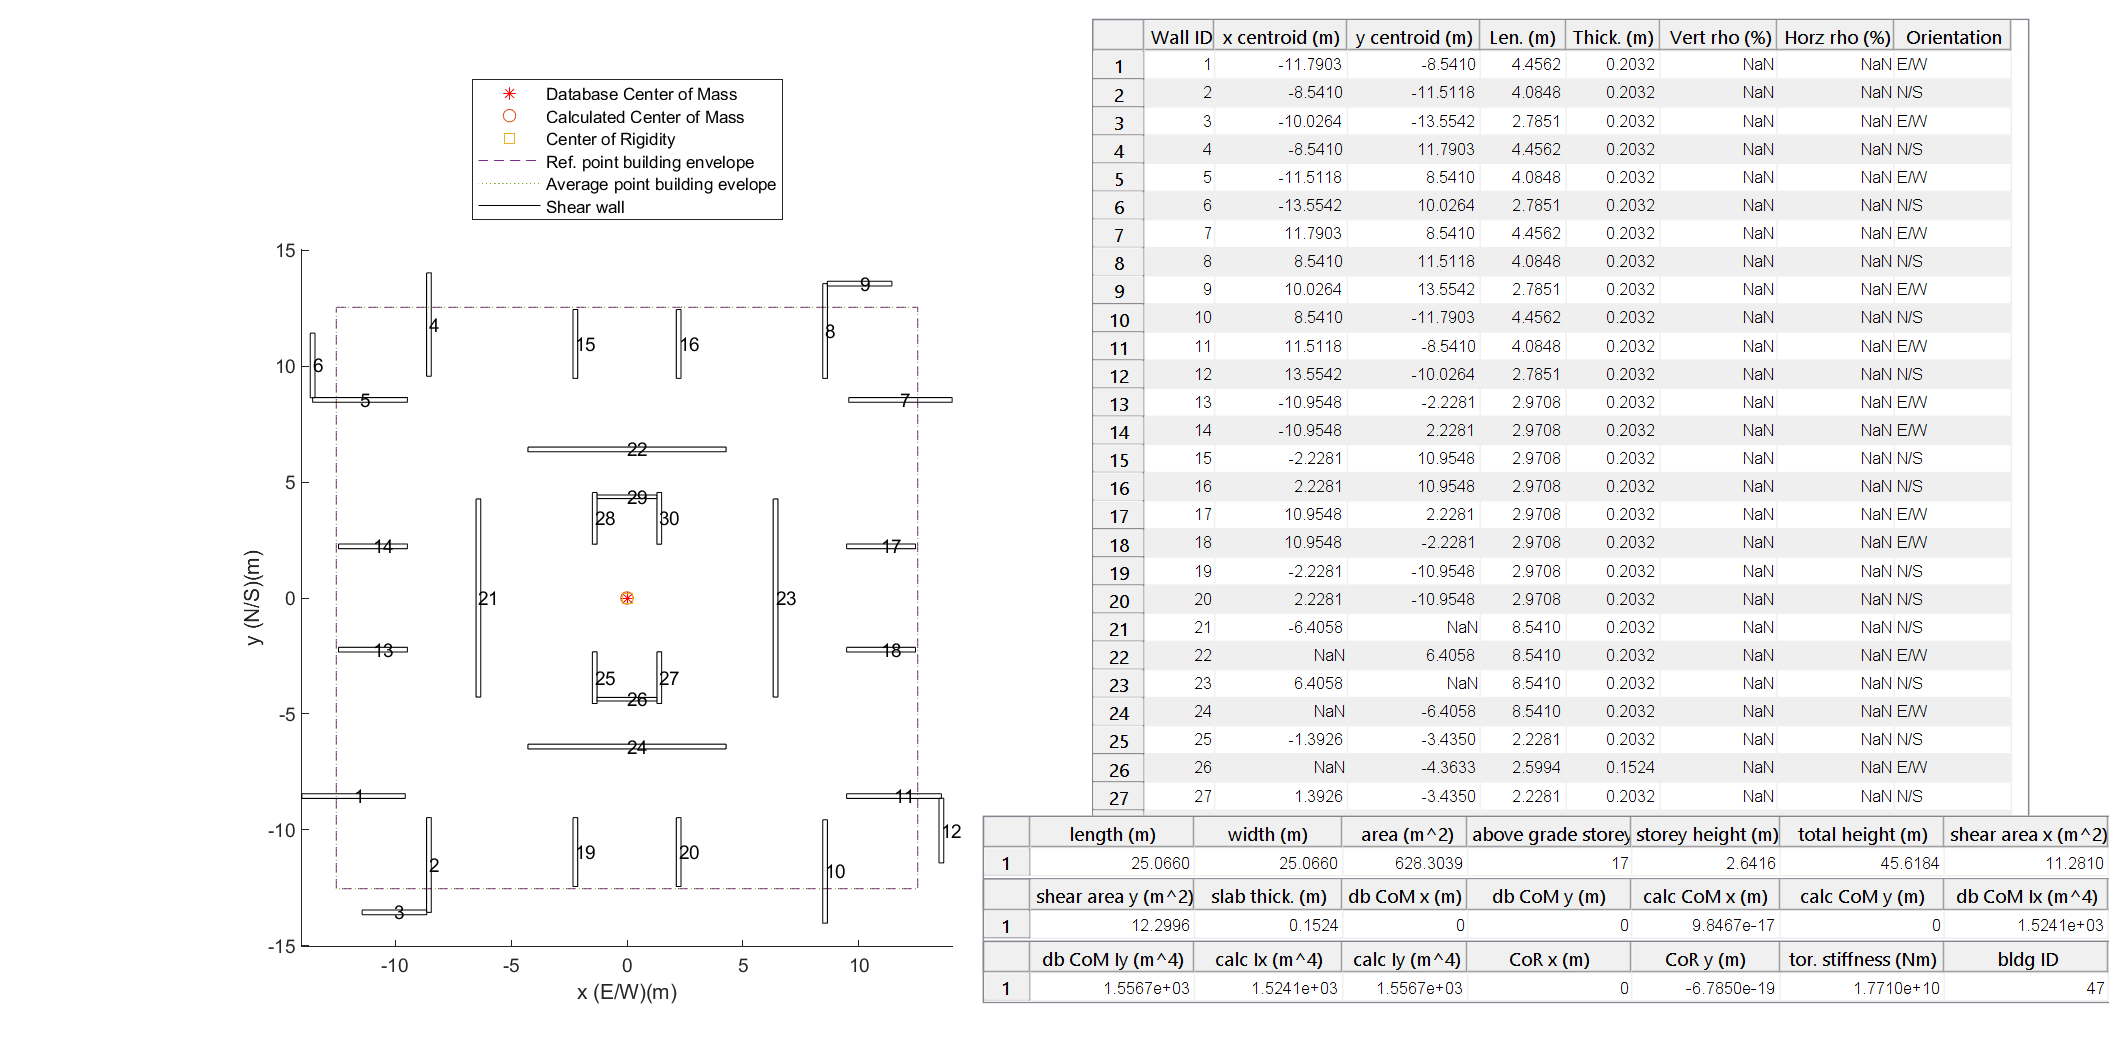 Database Center of Mass
Calculated Center of Mass
Center of Rigidity
Ref. point building envelope
Average point building evelope
Shear wall
15
10
5
0
-5
-10
-15
y (N/S)(m)
-10 -5 0 5 10
x (E/W)(m)
9
4
8
15 16
6
5 7
22
29
28 30
14 17
21 23
13 18
25 27
26
24
1 11
12
19 20
2 10
3
Wall ID x centroid (m) y centroid (m) Len. (m) Thick. (m) Vert rho (%) Horz rho (%) Orientation
1 1 -11.7903 -8.5410 4.4562 0.2032 NaN NaN E/W
2 2 -8.5410 -11.5118 4.0848 0.2032 NaN NaN N/S
3 3 -10.0264 -13.5542 2.7851 0.2032 NaN NaN E/W
4 4 -8.5410 11.7903 4.4562 0.2032 NaN NaN N/S
5 5 -11.5118 8.5410 4.0848 0.2032 NaN NaN E/W
6 6 -13.5542 10.0264 2.7851 0.2032 NaN NaN N/S
7 7 11.7903 8.5410 4.4562 0.2032 NaN NaN E/W
8 8 8.5410 11.5118 4.0848 0.2032 NaN NaN N/S
9 9 10.0264 13.5542 2.7851 0.2032 NaN NaN E/W
10 10 8.5410 -11.7903 4.4562 0.2032 NaN NaN N/S
11 11 11.5118 -8.5410 4.0848 0.2032 NaN NaN E/W
12 12 13.5542 -10.0264 2.7851 0.2032 NaN NaN N/S
13 13 -10.9548 -2.2281 2.9708 0.2032 NaN NaN E/W
14 14 -10.9548 2.2281 2.9708 0.2032 NaN NaN E/W
15 15 -2.2281 10.9548 2.9708 0.2032 NaN NaN N/S
16 16 2.2281 10.9548 2.9708 0.2032 NaN NaN N/S
17 17 10.9548 2.2281 2.9708 0.2032 NaN NaN E/W
18 18 10.9548 -2.2281 2.9708 0.2032 NaN NaN E/W
19 19 -2.2281 -10.9548 2.9708 0.2032 NaN NaN N/S
20 20 2.2281 -10.9548 2.9708 0.2032 NaN NaN N/S
21 21 -6.4058 NaN 8.5410 0.2032 NaN NaN N/S
22 22 NaN 6.4058 8.5410 0.2032 NaN NaN E/W
23 23 6.4058 NaN 8.5410 0.2032 NaN NaN N/S
24 24 NaN -6.4058 8.5410 0.2032 NaN NaN E/W
25 25 -1.3926 -3.4350 2.2281 0.2032 NaN NaN N/S
26 26 NaN -4.3633 2.5994 0.1524 NaN NaN E/W
27 27 1.3926 -3.4350 2.2281 0.2032 NaN NaN N/S
length (m) width (m) area (m^2) above grade storey storey height (m) total height (m) shear area x (m^2)
1 25.0660 25.0660 628.3039 17 2.6416 45.6184 11.2810
shear area y (m^2) slab thick. (m) db CoM x (m) db CoM y (m) calc CoM x (m) calc CoM y (m) db CoM Ix (m^4)
1 12.2996 0.1524 0 0 9.8467e-17 0 1.5241e+03
db CoM Iy (m^4) calc Ix (m^4) calc Iy (m^4) CoR x (m) CoR y (m) tor. stiffness (Nm) bldg ID
1 1.5567e+03 1.5241e+03 1.5567e+03 0 -6.7850e-19 1.7710e+10 47